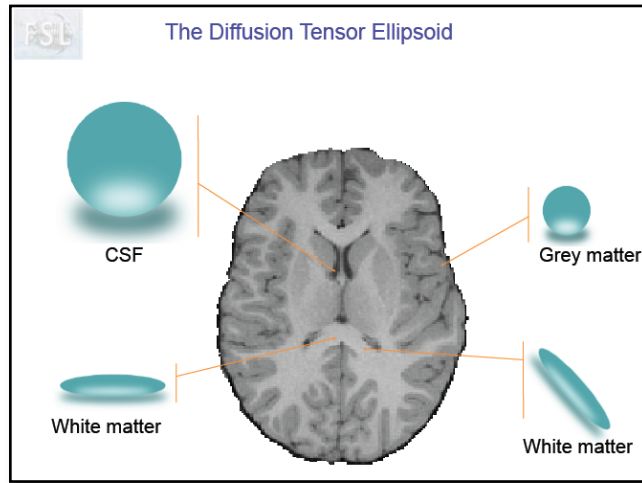 FSL
The Diffusion Tensor Ellipsoid
CSF
Grey matter
White matter
White matter